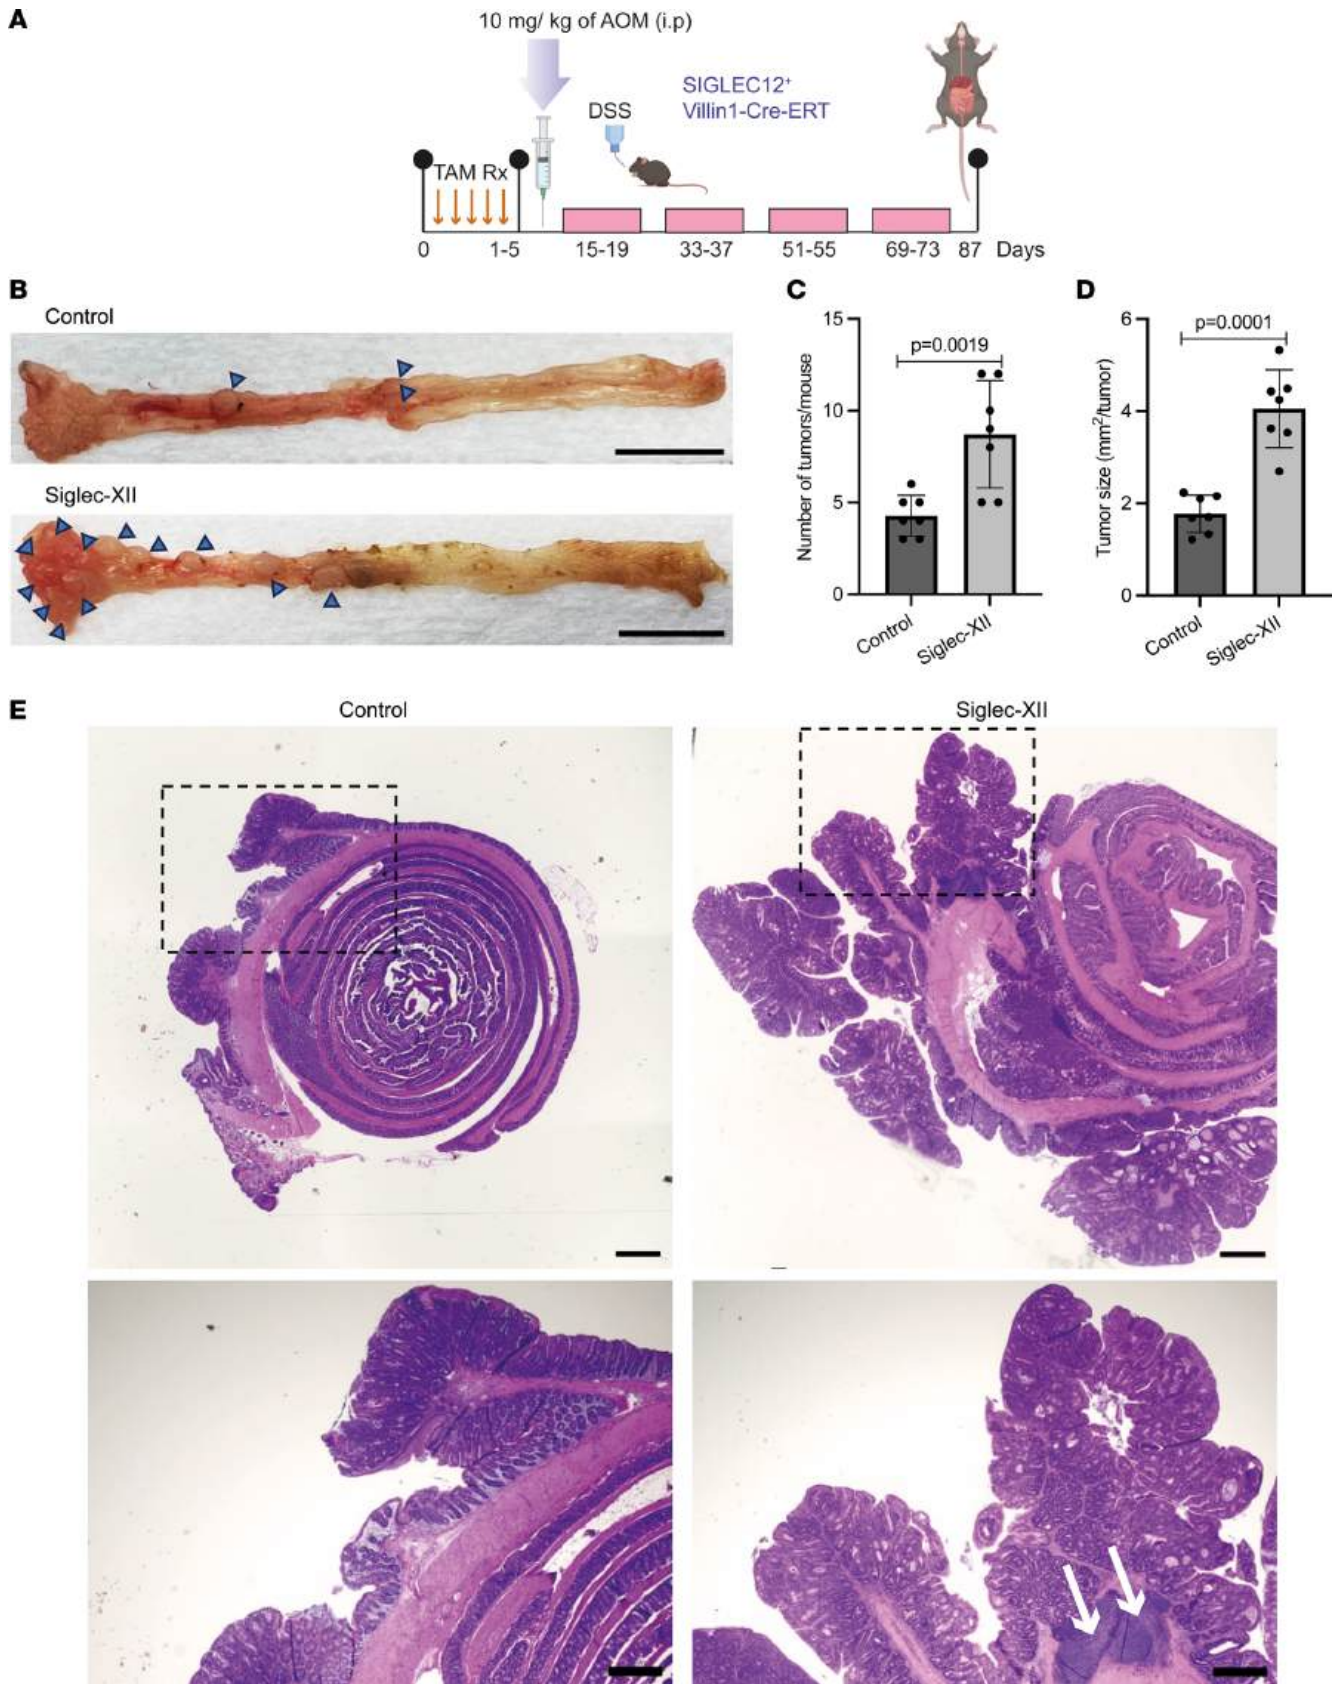 A
10 mg/ kg of AOM (i.p)
SIGLEC12⁺
Villin1-Cre-ERT
DSS
TAM Rx
0 1-5 15-19 33-37 51-55 69-73 87 Days
B
Control
Siglec-XII
C
Number of tumors/mouse
15
10
5
0
p=0.0019
Control
Siglec-XII
D
Tumor size (mm²/tumor)
6
4
2
0
p=0.0001
Control
Siglec-XII
E
Control
Siglec-XII